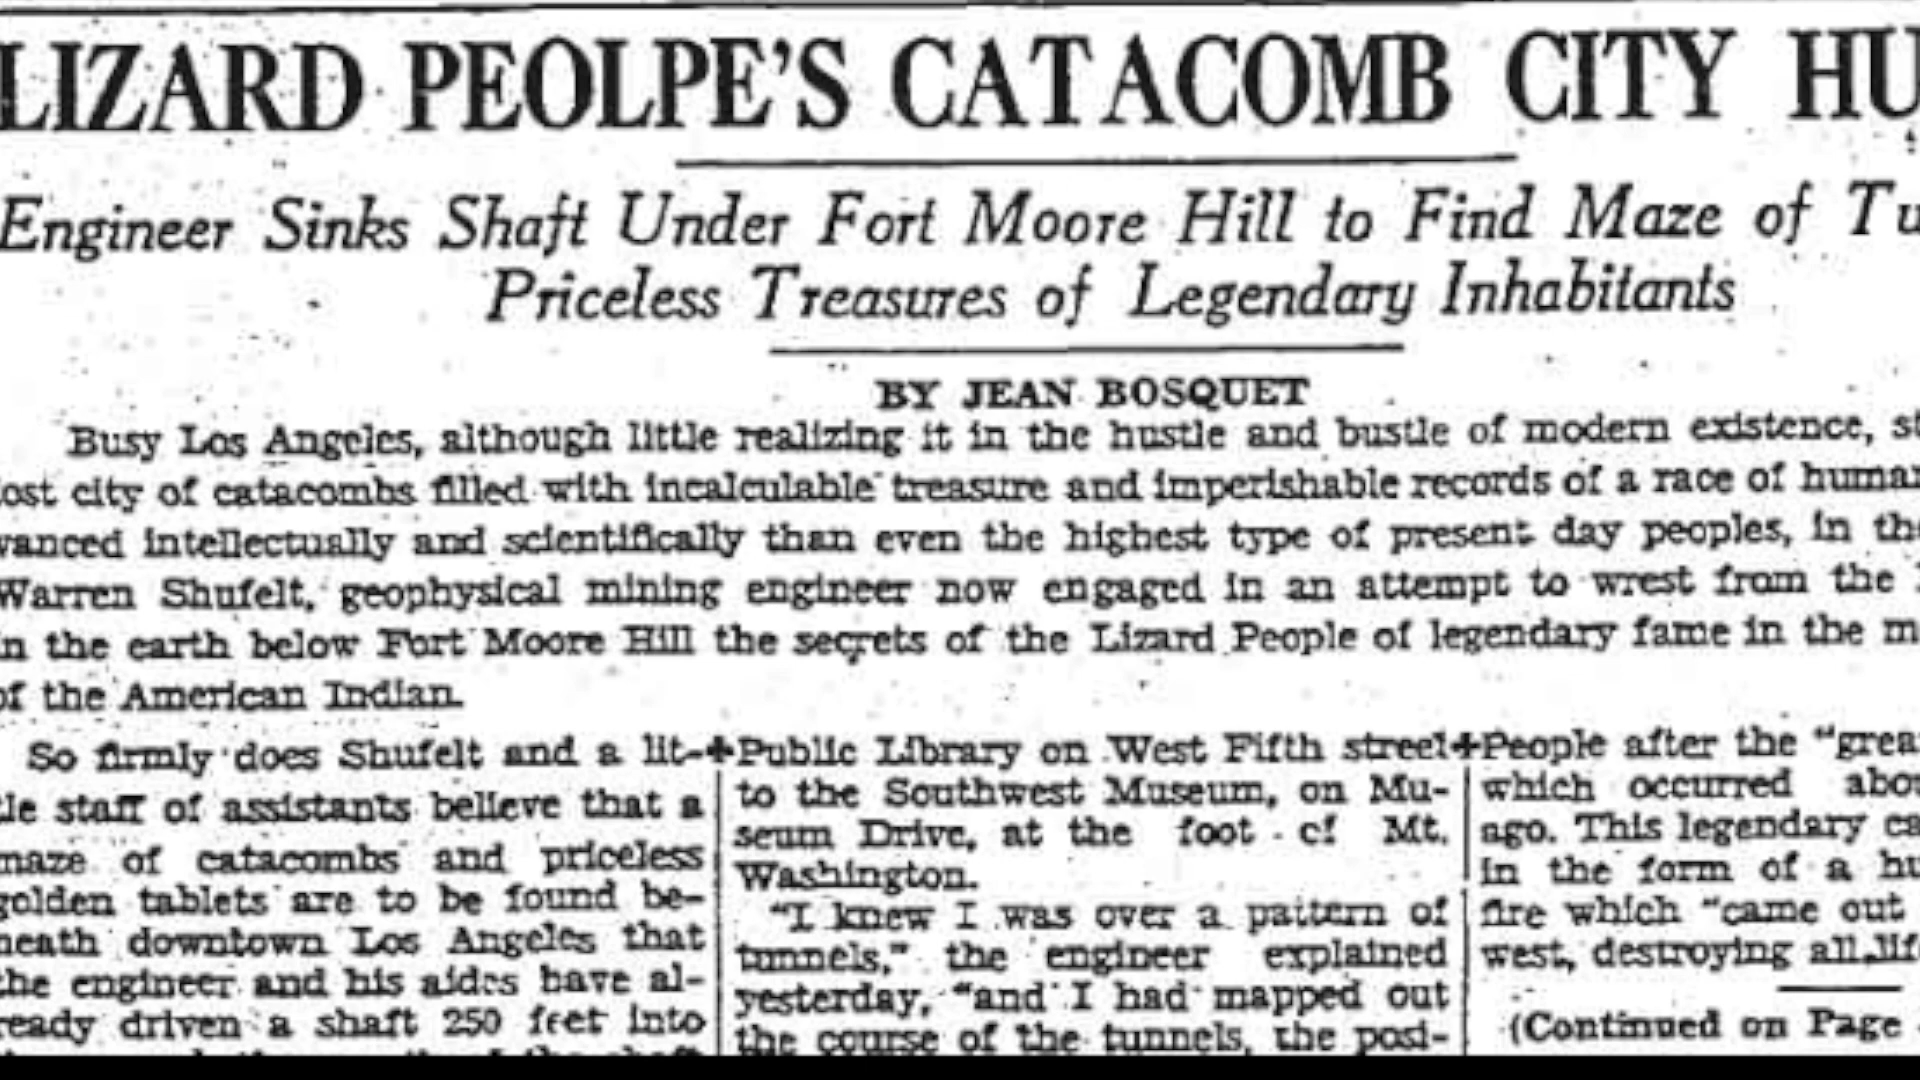 LIZARD PEOLPE'S CATACOMB CITY HU
Engineer Sinks Shaft Under Fort Moore Hill to Find Maze of Tu
Priceless Treasures of Legendary Inhabitants
BY JEAN BOSQUET
Busy Los Angeles, although little realizing it in the hustle and bustle of modern existence, st
lost city of catacombs filled with incalculable treasure and imperishable records of a race of human
vanced intellectually and scientifically than even the highest type of present day peoples, in the
Warren Shufelt, geophysical mining engineer now engaged in an attempt to wrest from the
in the earth below Fort Moore Hill the secrets of the Lizard People of legendary fame in the m
of the American Indian.
So firmly does Shufelt and a lit-
tle staff of assistants believe that a
maze of catacombs and priceless
golden tablets are to be found be-
neath downtown Los Angeles that
the engineer and his aides have al-
ready driven a shaft 250 feet into
Public Library on West Fifth street
to the Southwest Museum, on Mu-
seum Drive, at the foot of Mt.
Washington.
"I knew I was over a pattern of
tunnels," the engineer explained
yesterday, "and I had mapped out
the course of the tunnels, the posi-
People after the "grea
which occurred abo
ago. This legendary ca
in the form of a hu
fire which "came out
west, destroying all life
(Continued on Page